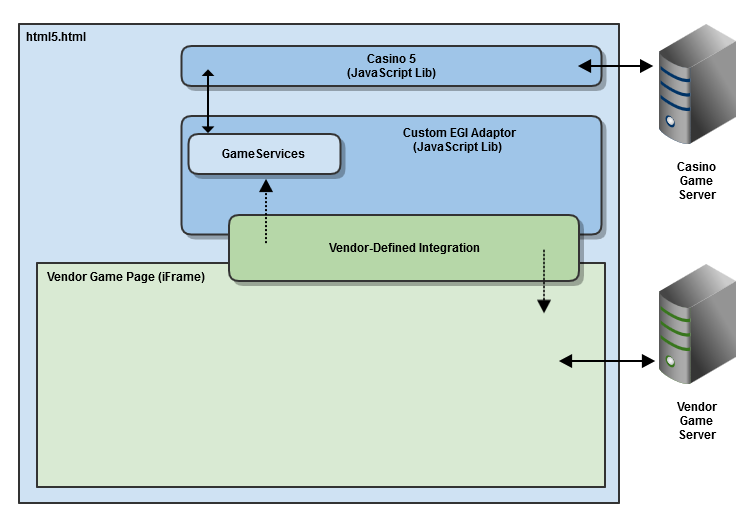 html5.html
Casino 5
(JavaScript Lib)
Custom EGI Adaptor
(JavaScript Lib)
GameServices
Vendor-Defined Integration
Vendor Game Page (iFrame)
Casino
Game
Server
Vendor
Game
Server